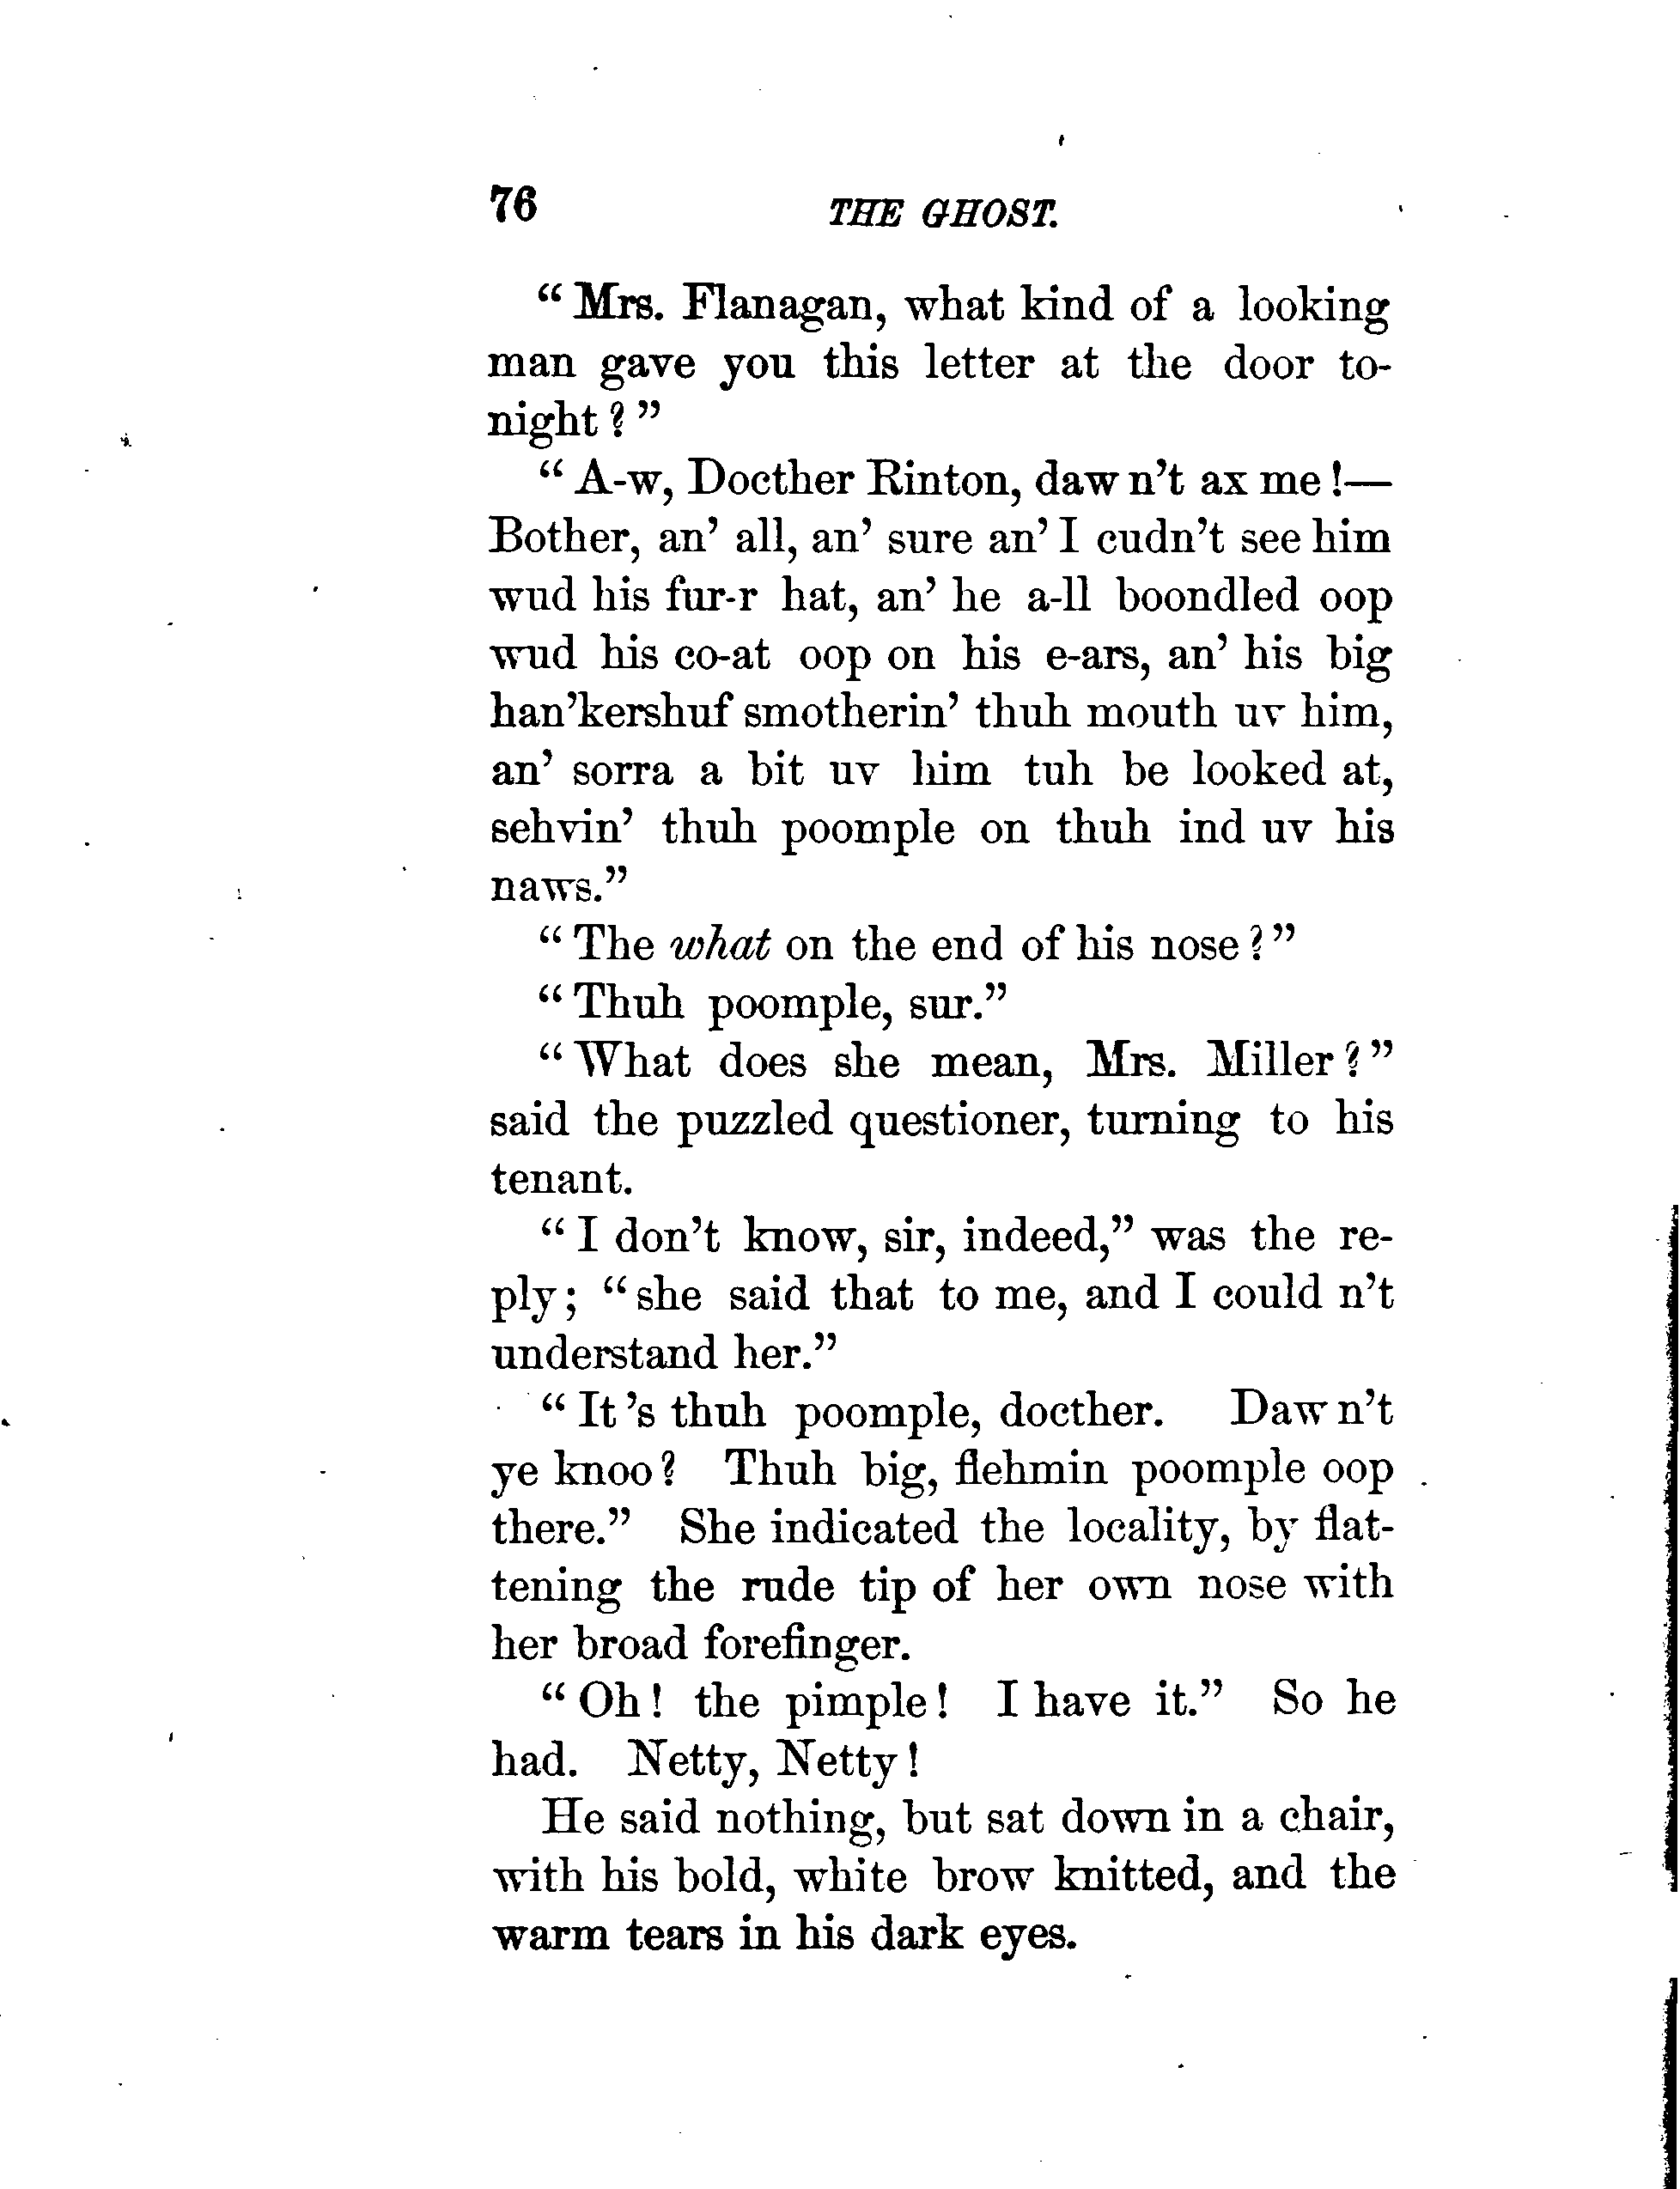 76 THE GHOST.
“ Mrs. Flanagan, what kind of a looking
man gave you this letter at the door to-
night ? ”
“ A-w, Docther Rinton, daw n’t ax me !—
Bother, an’ all, an’ sure an’ I cudn’t see him
wud his fur-r hat, an’ he a-ll boondled oop
wud his co-at oop on his e-ars, an’ his big
han’kershuf smotherin’ thuh mouth uv him,
an’ sorra a bit uv him tuh be looked at,
sehvin’ thuh poomple on thuh ind uv his
naws.”
“ The what on the end of his nose ? ”
“ Thuh poomple, sur.”
“ What does she mean, Mrs. Miller ? ”
said the puzzled questioner, turning to his
tenant.
“ I don’t know, sir, indeed,” was the re-
ply ; “ she said that to me, and I could n’t
understand her.”
“ It ’s thuh poomple, docther. Daw n’t
ye knoo ? Thuh big, flehmin poomple oop
there.” She indicated the locality, by flat-
tening the rude tip of her own nose with
her broad forefinger.
“ Oh ! the pimple ! I have it.” So he
had. Netty, Netty !
He said nothing, but sat down in a chair,
with his bold, white brow knitted, and the
warm tears in his dark eyes.